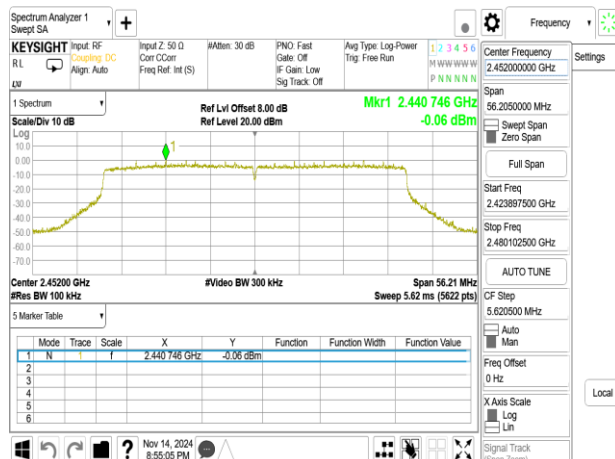 Spectrum Analyzer 1
Swept SA
+
Frequency
KEYSIGHT
RL
Input: RF
Coupling: DC
Align: Auto
Input Z: 50 Ω
Corr CCorr
Freq Ref: Int (S)
#Atten: 30 dB
PNO: Fast
Gate: Off
IF Gain: Low
Sig Track: Off
Avg Type: Log-Power
Trig: Free Run
1 2 3 4 5 6
M W W W W W
P N N N N N
Settings
Center Frequency
2.452000000 GHz
Span
56.2050000 MHz
Swept Span
Zero Span
Full Span
Start Freq
2.423897500 GHz
Stop Freq
2.480102500 GHz
AUTO TUNE
CF Step
5.620500 MHz
Auto
Man
Freq Offset
0 Hz
X Axis Scale
Log
Lin
Signal Track
(Span Zoom)
Local
1 Spectrum
Scale/Div 10 dB
Ref Lvl Offset 8.00 dB
Ref Level 20.00 dBm
Mkr1 2.440 746 GHz
-0.06 dBm
Log
10.0
0.00
-10.0
-20.0
-30.0
-40.0
-50.0
-60.0
-70.0
1
Center 2.45200 GHz
#Res BW 100 kHz
#Video BW 300 kHz
Span 56.21 MHz
Sweep 5.62 ms (5622 pts)
5 Marker Table
Mode Trace Scale X Y Function Function Width Function Value
1 N 1 f 2.440 746 GHz -0.06 dBm
2
3
4
5
6
?
Nov 14, 2024
8:55:05 PM